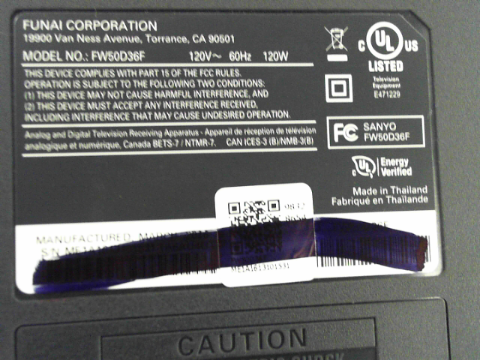 FUNAI CORPORATION
19900 Van Ness Avenue, Torrance, CA 90501
MODEL NO.: FW50D36F 120V~ 60Hz 120W
THIS DEVICE COMPLIES WITH PART 15 OF THE FCC RULES.
OPERATION IS SUBJECT TO THE FOLLOWING TWO CONDITIONS:
(1) THIS DEVICE MAY NOT CAUSE HARMFUL INTERFERENCE, AND
(2) THIS DEVICE MUST ACCEPT ANY INTERFERENCE RECEIVED,
INCLUDING INTERFERENCE THAT MAY CAUSE UNDESIRED OPERATION.
Analog and Digital Television Receiving Apparatus - Appareil de réception de télévision
analogique et numérique, Canada BETS-7 / NTMR-7. CAN ICES-3 (B)/NMB-3(B)
C UL US
LISTED
Television
Equipment
E471229
FC SANYO
FW50D36F
UL Energy
Verified
Made in Thailand
Fabriqué en Thaïlande
9832
MANUFACTURED
S/N
CAUTION